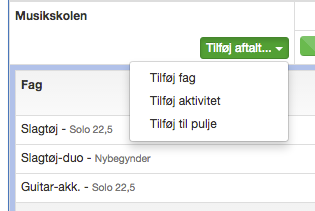 Musikskolen
Tilføj aftalt...
Tilføj fag
Tilføj aktivitet
Tilføj til pulje
Fag
Slagtøj - Solo 22,5
Slagtøj-duo - Nybegynder
Guitar-akk. - Solo 22,5